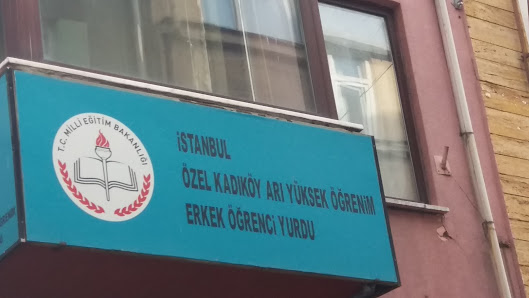 T.C. MİLLİ EĞİTİM BAKANLIĞI
İSTANBUL
ÖZEL KADIKÖY ARI YÜKSEK ÖĞRENİM
ERKEK ÖĞRENCİ YURDU